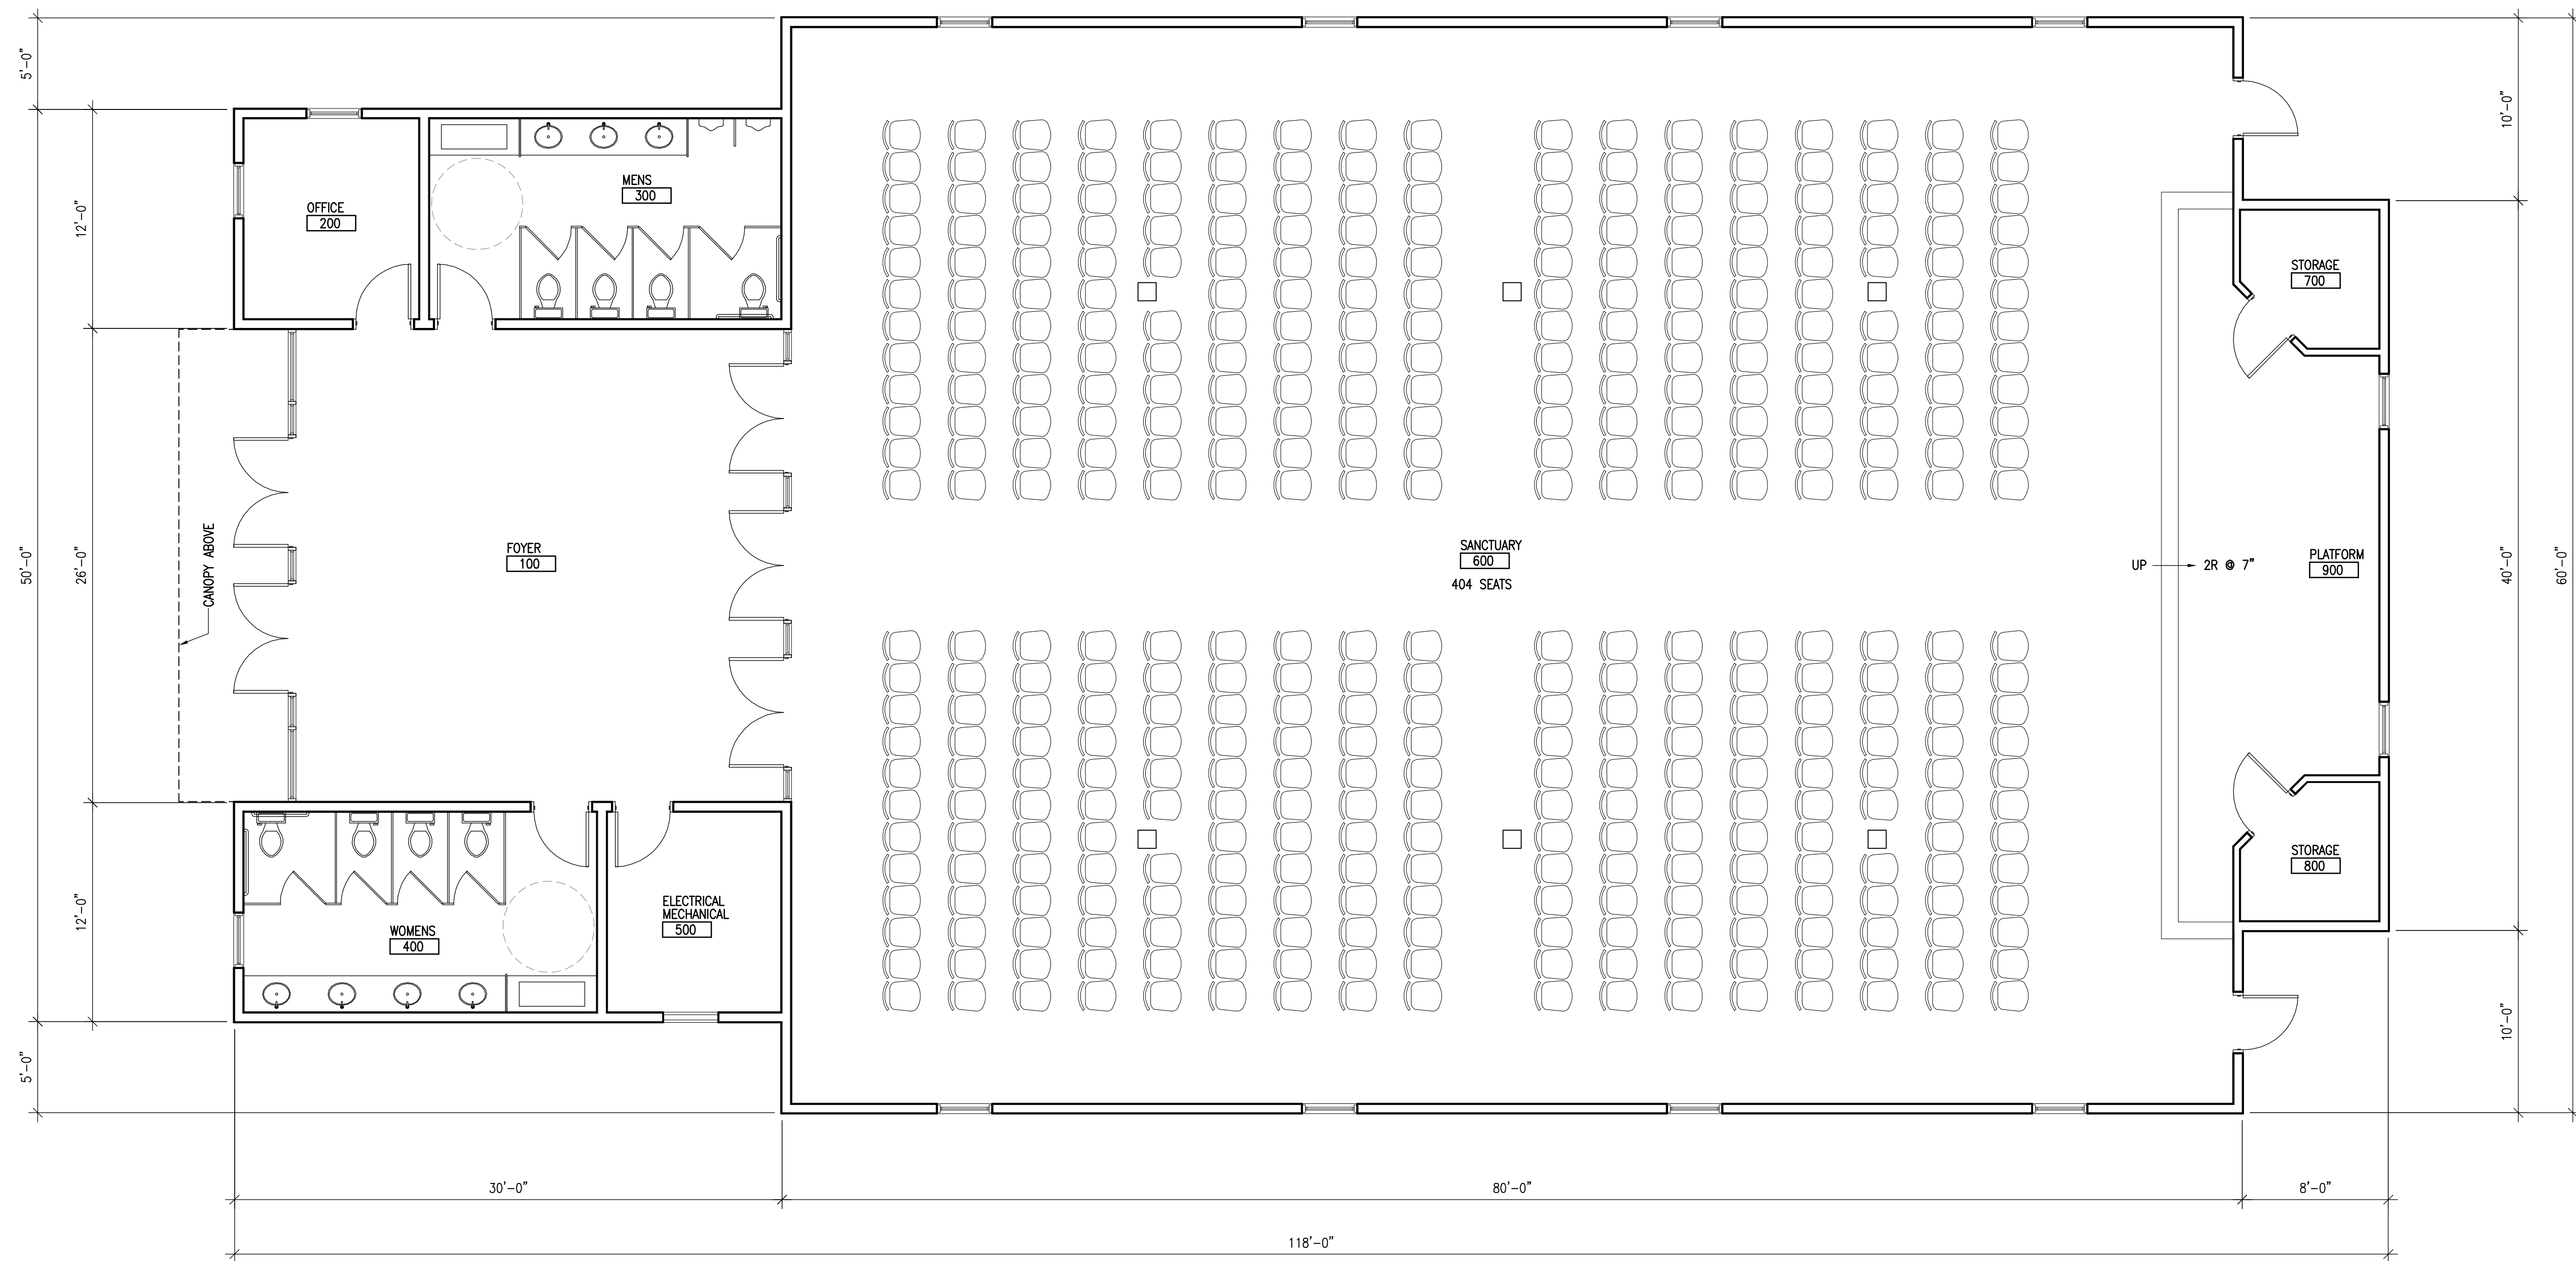 5'-0"
10'-0"
12'-0"
OFFICE
200
MENS
300
STORAGE
700
50'-0"
26'-0"
CANOPY ABOVE
FOYER
100
SANCTUARY
600
404 SEATS
UP
2R @ 7"
PLATFORM
900
40'-0"
60'-0"
12'-0"
WOMENS
400
ELECTRICAL
MECHANICAL
500
STORAGE
800
5'-0"
10'-0"
30'-0"
80'-0"
8'-0"
118'-0"